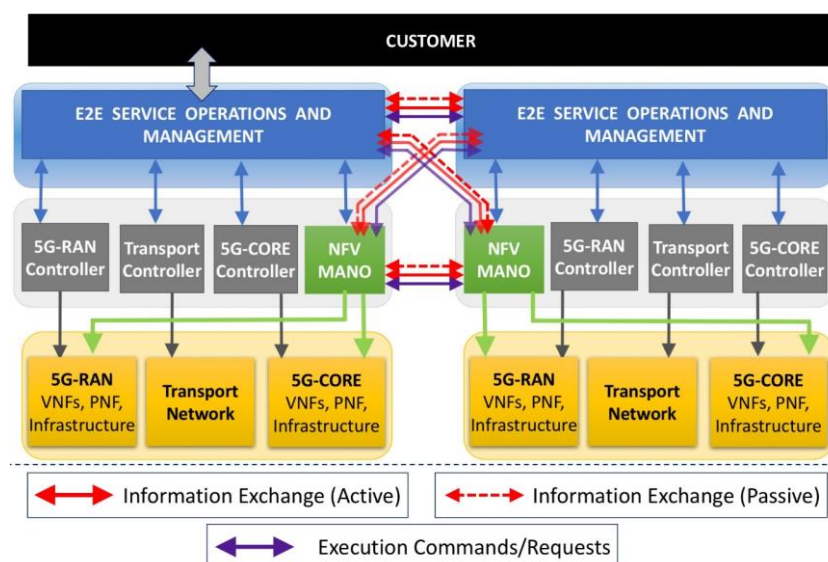 CUSTOMER
E2E SERVICE OPERATIONS AND
MANAGEMENT
E2E SERVICE OPERATIONS AND
MANAGEMENT
5G-RAN
Controller
Transport
Controller
5G-CORE
Controller
NFV
MANO
NFV
MANO
5G-RAN
Controller
Transport
Controller
5G-CORE
Controller
5G-RAN
VNFs, PNF,
Infrastructure
Transport
Network
5G-CORE
VNFs, PNF,
Infrastructure
5G-RAN
VNFs, PNF,
Infrastructure
Transport
Network
5G-CORE
VNFs, PNF,
Infrastructure
Information Exchange (Active)
Information Exchange (Passive)
Execution Commands/Requests